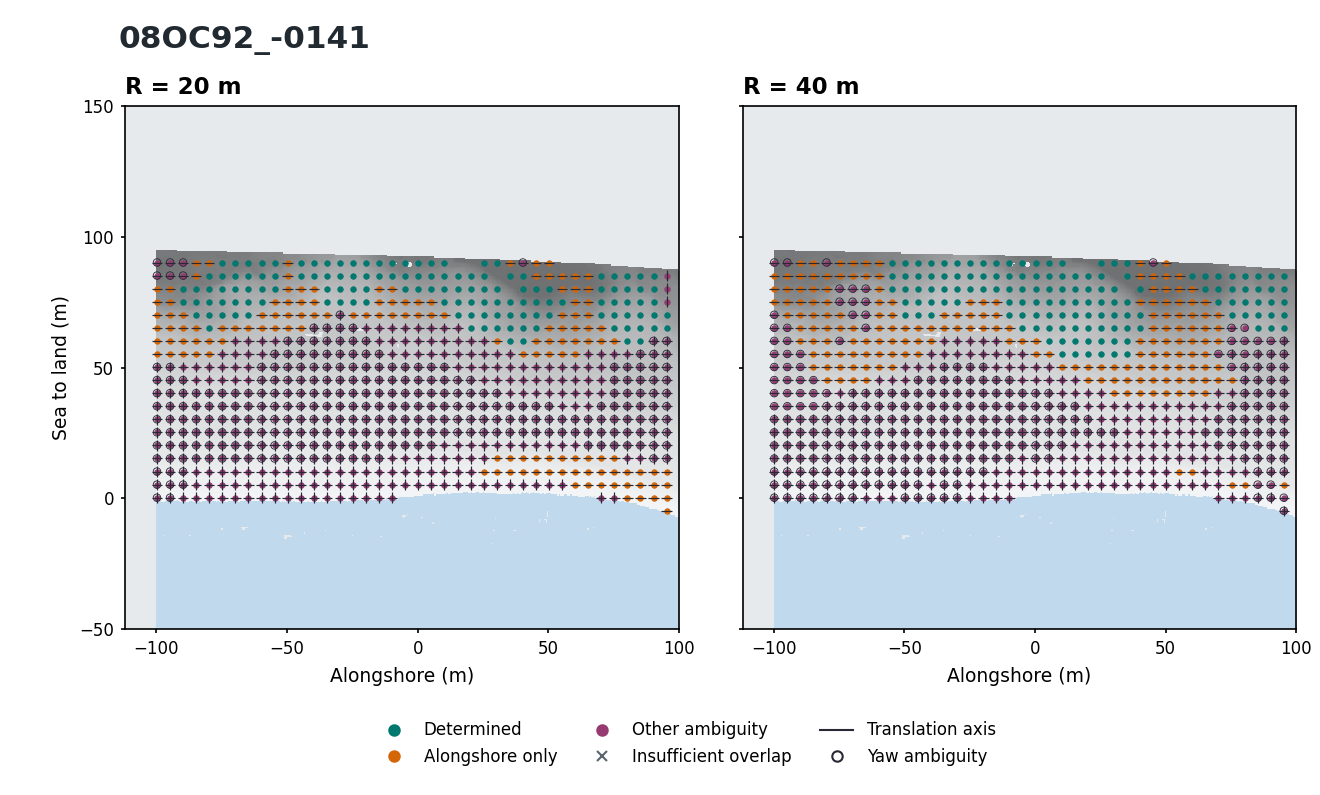 08OC92_-0141
R = 20 m
R = 40 m
150
100
50
0
−50
Sea to land (m)
−100
−50
0
50
100
−100
−50
0
50
100
Alongshore (m)
Alongshore (m)
Determined
Other ambiguity
Translation axis
Alongshore only
Insufficient overlap
Yaw ambiguity